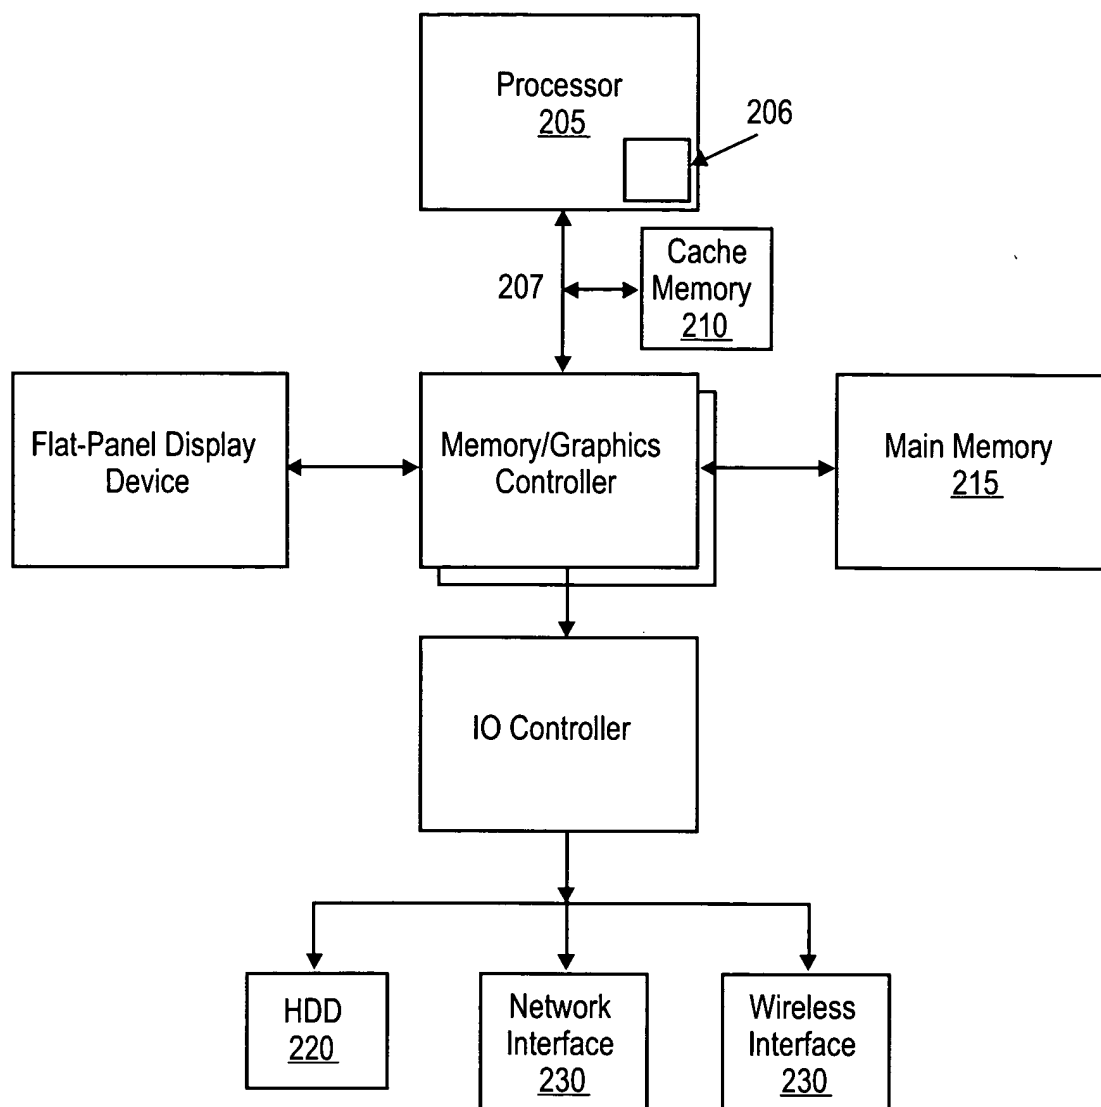 Processor
205
206
Cache
Memory
210
207
Flat-Panel Display
Device
Memory/Graphics
Controller
Main Memory
215
IO Controller
HDD
220
Network
Interface
230
Wireless
Interface
230